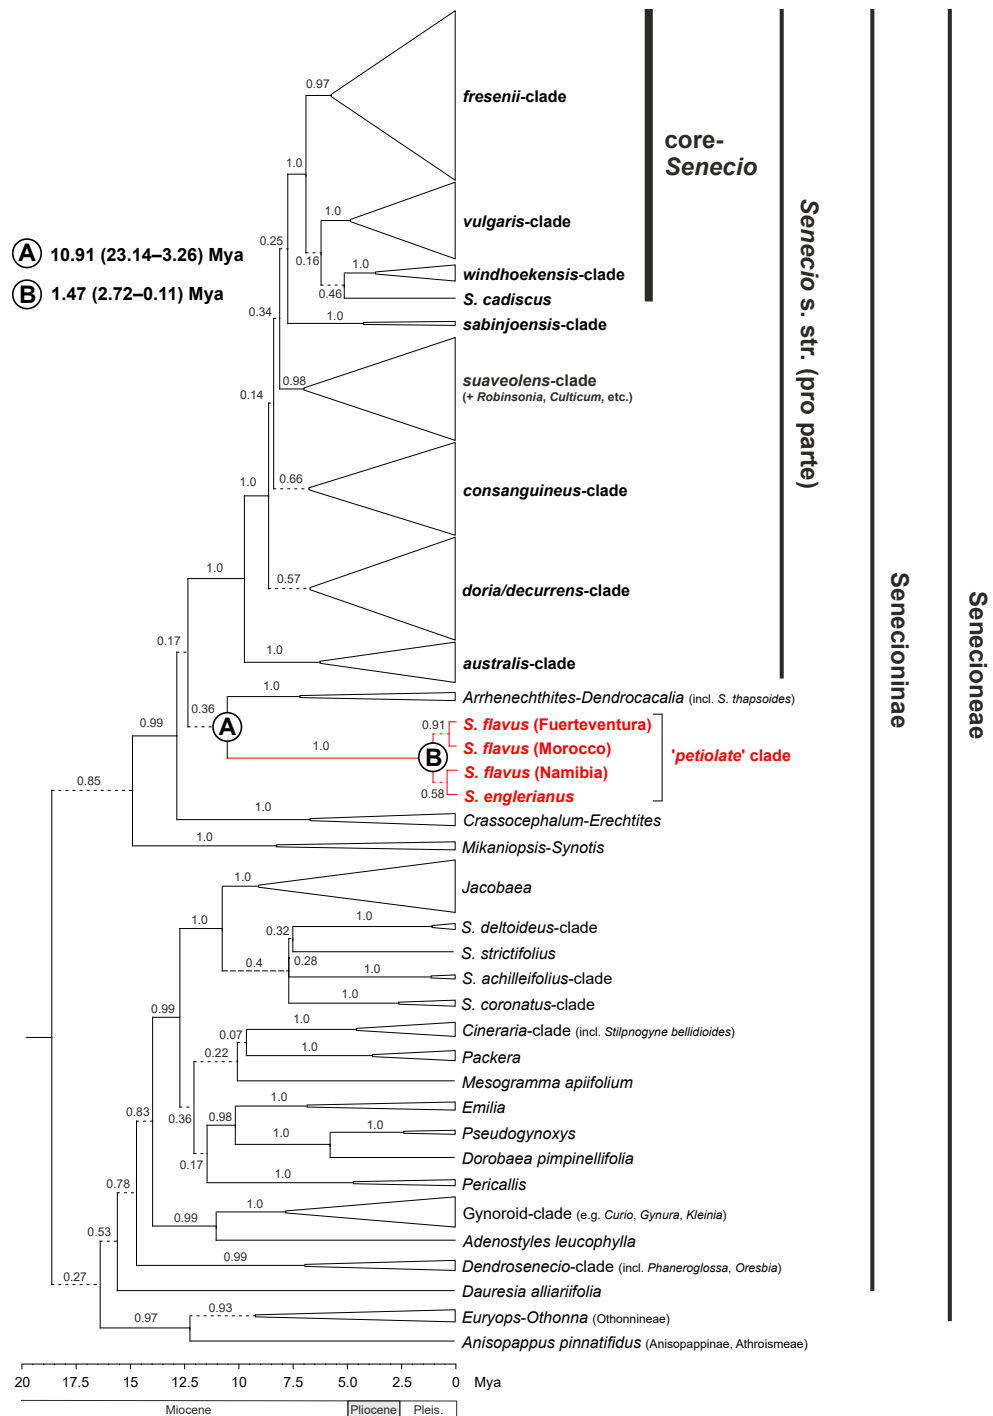 0.97
fresenii-clade
1.0
core-
Senecio
1.0
vulgaris-clade
0.25
0.16
A 10.91 (23.14–3.26) Mya
1.0
windhoekensis-clade
B 1.47 (2.72–0.11) Mya
0.46
S. cadiscus
0.34
1.0
sabinjoensis-clade
Senecio s. str. (pro parte)
0.98
suaveolens-clade
(+ Robinsonia, Culticum, etc.)
0.14
1.0
0.66
consanguineus-clade
1.0
0.57
doria/decurrens-clade
Senecioninae
Senecioneae
0.17
1.0
australis-clade
1.0
Arrhenechthites-Dendrocacalia (incl. S. thapsoides)
0.36
A
0.99
0.91
S. flavus (Fuerteventura)
1.0
S. flavus (Morocco)
B
'petiolate' clade
S. flavus (Namibia)
0.58
S. englerianus
0.85
1.0
Crassocephalum-Erechtites
1.0
Mikaniopsis-Synotis
1.0
Jacobaea
1.0
1.0
S. deltoideus-clade
0.32
S. strictifolius
0.4
0.28
1.0
S. achilleifolius-clade
1.0
S. coronatus-clade
0.99
1.0
Cineraria-clade (incl. Stilpnogyne bellidioides)
0.07
0.22
1.0
Packera
Mesogramma apiifolium
0.83
0.36
0.98
Emilia
1.0
1.0
Pseudogynoxys
Dorobaea pimpinellifolia
0.17
1.0
Pericallis
0.78
1.0
Gynoroid-clade (e.g. Curio, Gynura, Kleinia)
0.99
Adenostyles leucophylla
0.53
0.99
Dendrosenecio-clade (incl. Phaneroglossa, Oresbia)
0.27
Dauresia alliariifolia
0.93
Euryops-Othonna (Othonnineae)
0.97
Anisopappus pinnatifidus (Anisopappinae, Athroismeae)
20 17.5 15 12.5 10 7.5 5.0 2.5 0 Mya
Miocene Pliocene Pleis.